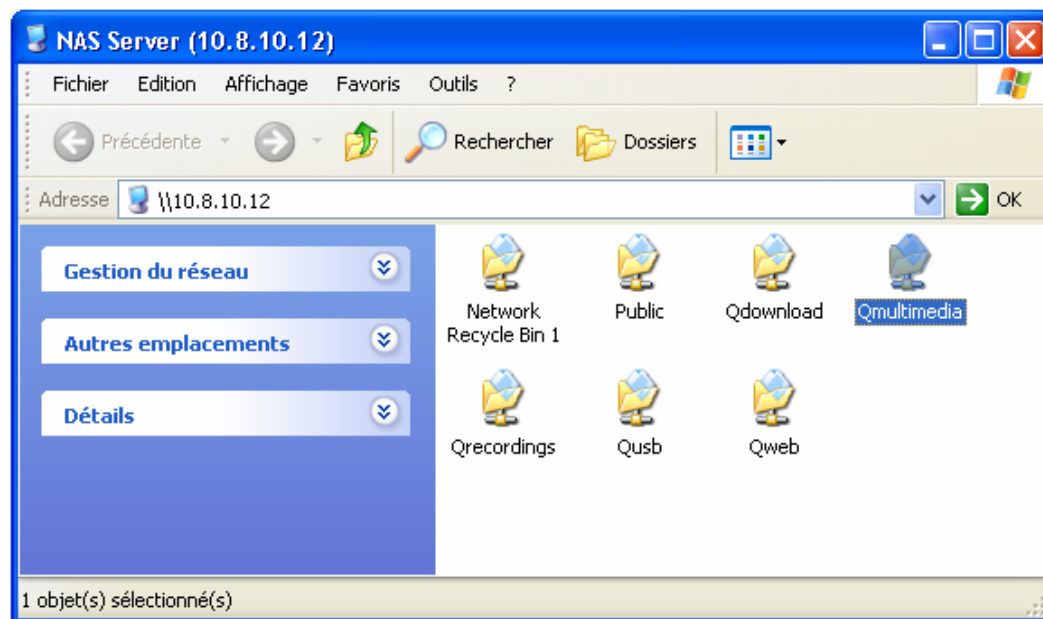 NAS Server (10.8.10.12)
Fichier Edition Affichage Favoris Outils ?
Précédente Rechercher Dossiers
Adresse \\10.8.10.12 OK
Gestion du réseau
Autres emplacements
Détails
Network Recycle Bin 1
Public
Qdownload
Qmultimedia
Qrecordings
Qusb
Qweb
1 objet(s) sélectionné(s)